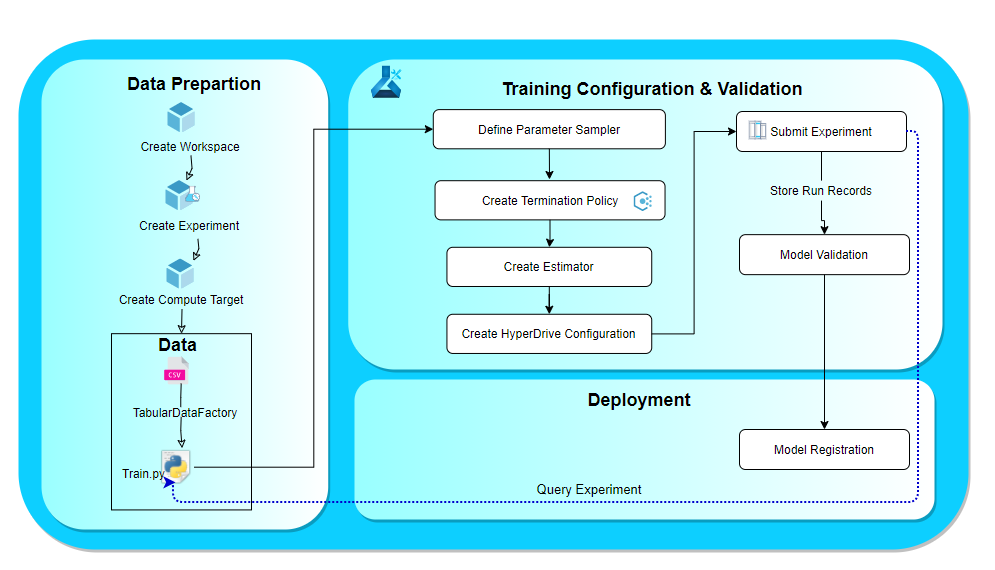 Data Prepartion
Create Workspace
Create Experiment
Create Compute Target
Data
CSV
TabularDataFactory
Train.py
Training Configuration & Validation
Define Parameter Sampler
Create Termination Policy
Create Estimator
Create HyperDrive Configuration
Submit Experiment
Store Run Records
Model Validation
Deployment
Model Registration
Query Experiment